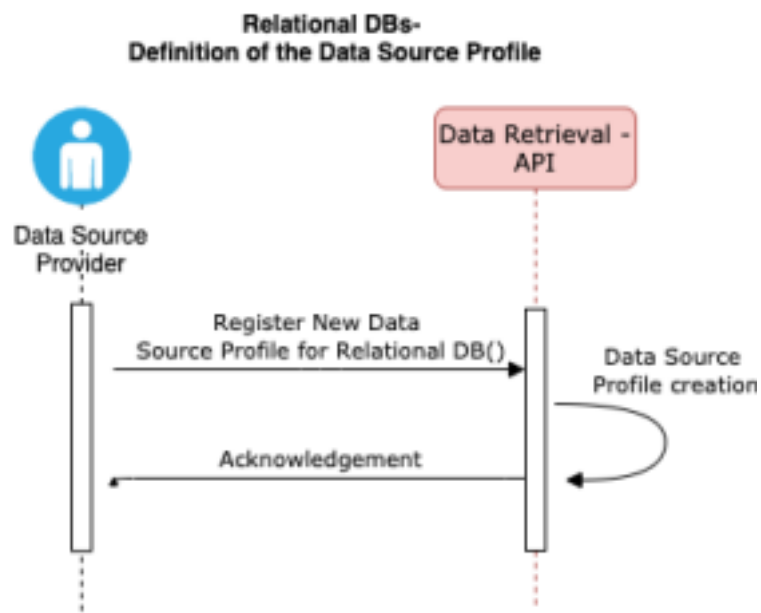 Relational DBs-
Definition of the Data Source Profile
Data Retrieval -
API
Data Source
Provider
Register New Data
Source Profile for Relational DB()
Data Source
Profile creation
Acknowledgement